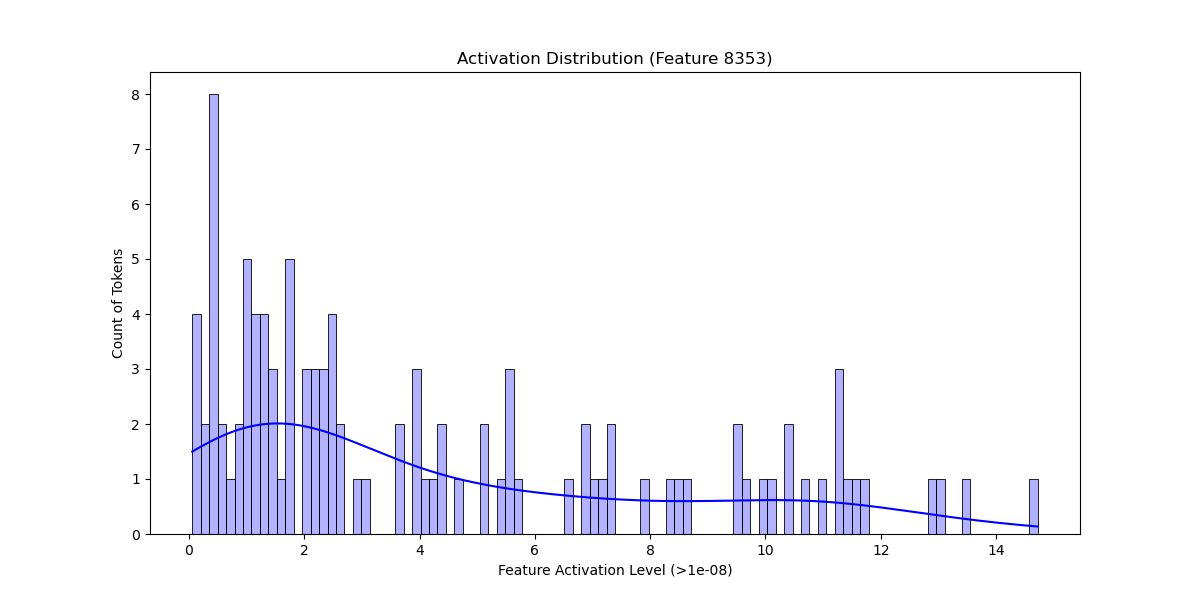 Activation Distribution (Feature 8353)
8
7
6
5
4
3
2
1
0
Count of Tokens
0 2 4 6 8 10 12 14
Feature Activation Level (>1e-08)